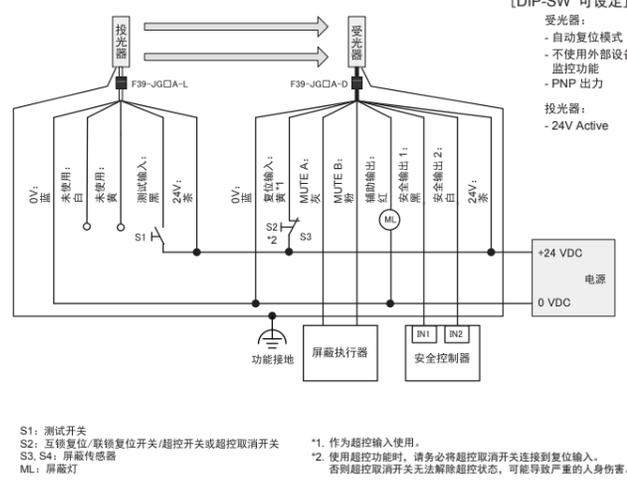 [DIP-SW 可设定]
受光器：
- 自动复位模式
- 不使用外部设备
监控功能
- PNP 出力
投光器：
- 24V Active
投光器
受光器
F39-JG□A-L
F39-JG□A-D
0V：蓝
未使用：白
未使用：黄
测试输入：黑
24V：茶
0V：蓝
复位输入：黄*1
MUTE A：灰
MUTE B：粉
辅助输出：红
安全输出 1：黑
安全输出 2：白
24V：茶
S1
S2
*2
S3
ML
+24 VDC
电源
0 VDC
功能接地
屏蔽执行器
IN1
IN2
安全控制器
S1：测试开关
S2：互锁复位/联锁复位开关/超控开关或超控取消开关
S3, S4：屏蔽传感器
ML：屏蔽灯
*1. 作为超控输入使用。
*2. 使用超控功能时，请务必将超控取消开关连接到复位输入。
否则超控取消开关无法解除超控状态，可能导致严重的人身伤害。